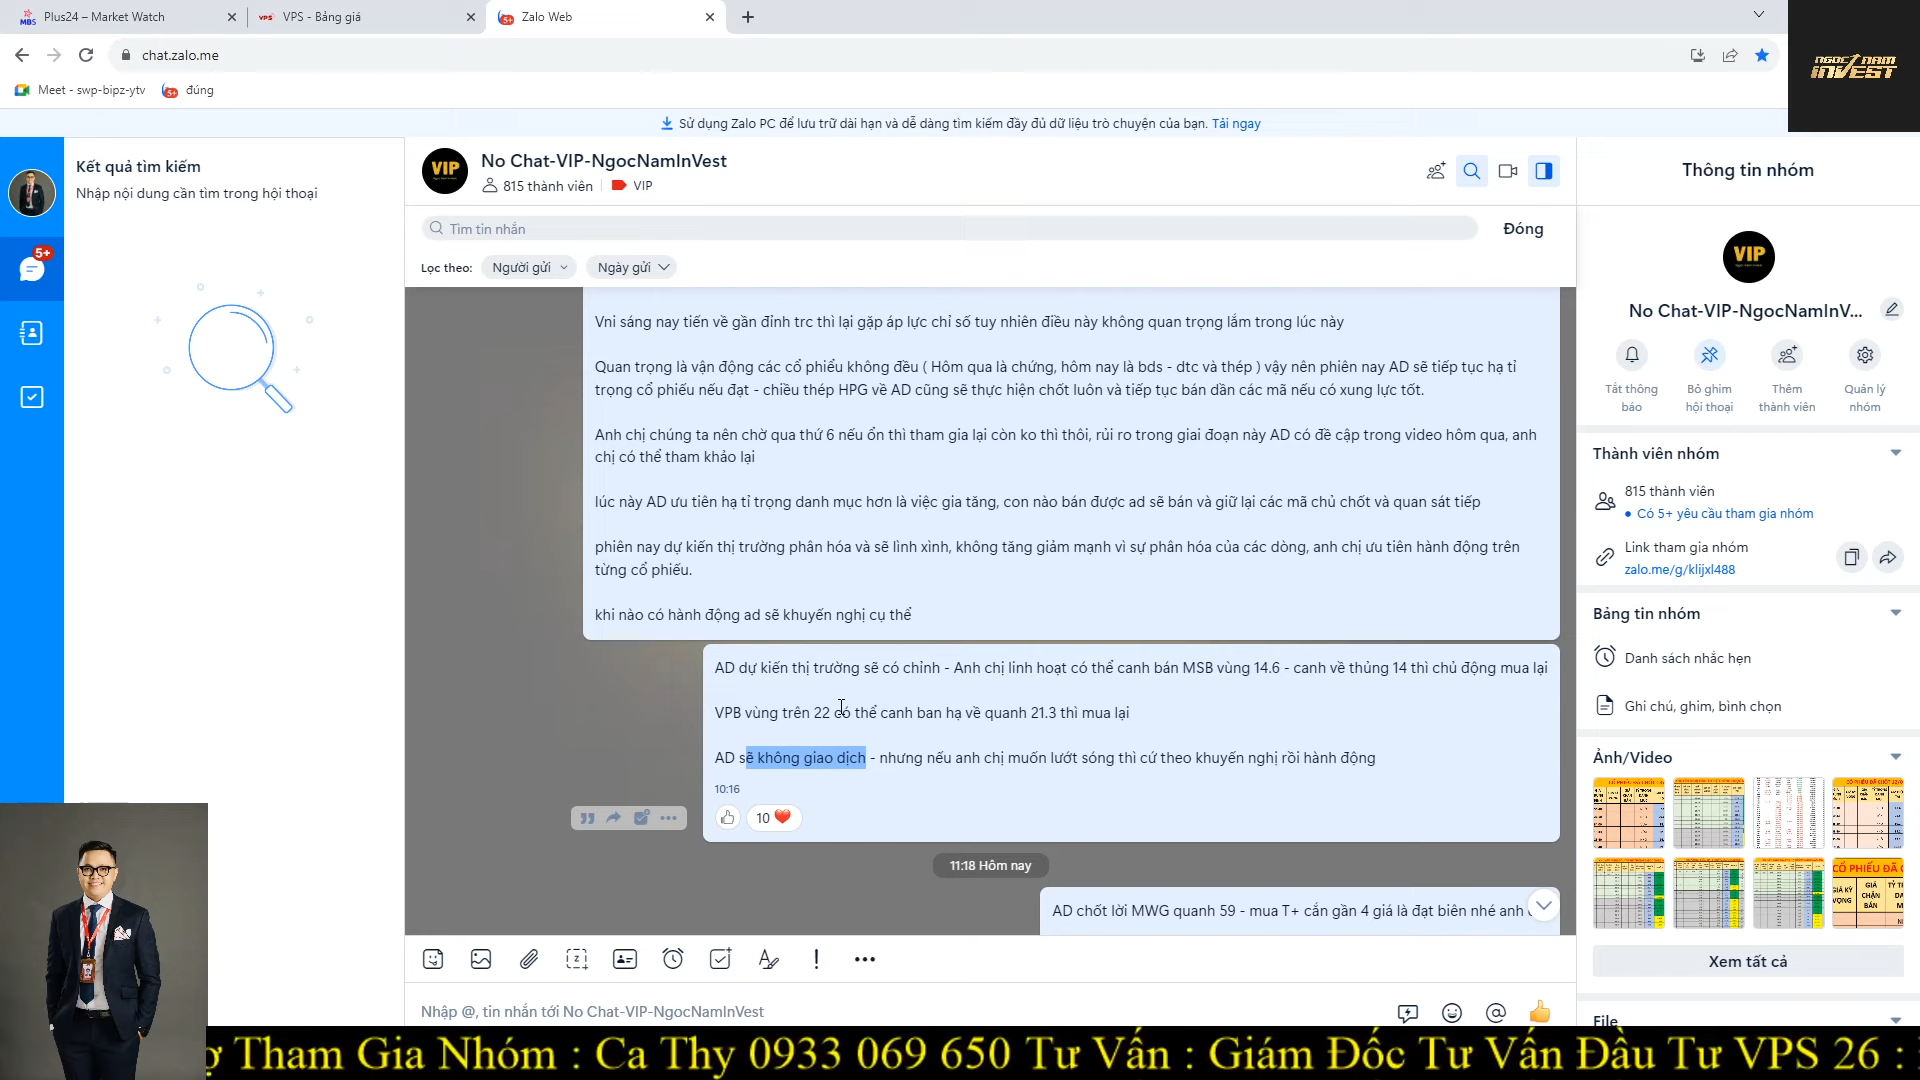 Plus24 – Market Watch
VPS - Bảng giá
Zalo Web
chat.zalo.me
Meet - swp-bipz-ytv
đúng
NGOC NAM
INVEST
Sử dụng Zalo PC để lưu trữ dài hạn và dễ dàng tìm kiếm đầy đủ dữ liệu trò chuyện của bạn. Tải ngay
Kết quả tìm kiếm
Nhập nội dung cần tìm trong hội thoại
5+
VIP
No Chat-VIP-NgocNamInVest
815 thành viên
VIP
Tìm tin nhắn
Đóng
Lọc theo:
Người gửi
Ngày gửi
Vni sáng nay tiến về gần đỉnh trc thì lại gặp áp lực chỉ số tuy nhiên điều này không quan trọng lắm trong lúc này
Quan trọng là vận động các cổ phiểu không đều ( Hôm qua là chứng, hôm nay là bds - dtc và thép ) vậy nên phiên nay AD sẽ tiếp tục hạ tỉ
trọng cổ phiếu nếu đạt - chiều thép HPG về AD cũng sẽ thực hiện chốt luôn và tiếp tục bán dần các mã nếu có xung lực tốt.
Anh chị chúng ta nên chờ qua thứ 6 nếu ổn thì tham gia lại còn ko thì thôi, rủi ro trong giai đoạn này AD có đề cập trong video hôm qua, anh
chị có thể tham khảo lại
lúc này AD ưu tiên hạ tỉ trọng danh mục hơn là việc gia tăng, con nào bán được ad sẽ bán và giữ lại các mã chủ chốt và quan sát tiếp
phiên nay dự kiến thị trường phân hóa và sẽ lình xình, không tăng giảm mạnh vì sự phân hóa của các dòng, anh chị ưu tiên hành động trên
từng cổ phiếu.
khi nào có hành động ad sẽ khuyến nghị cụ thể
AD dự kiến thị trường sẽ có chỉnh - Anh chị linh hoạt có thể canh bán MSB vùng 14.6 - canh về thủng 14 thì chủ động mua lại
VPB vùng trên 22 có thể canh ban hạ về quanh 21.3 thì mua lại
AD sẽ không giao dịch - nhưng nếu anh chị muốn lướt sóng thì cứ theo khuyến nghị rồi hành động
10:16
10
11:18 Hôm nay
AD chốt lời MWG quanh 59 - mua T+ cắn gần 4 giá là đạt biên nhé anh
Nhập @, tin nhắn tới No Chat-VIP-NgocNamInVest
Thông tin nhóm
VIP
No Chat-VIP-NgocNamInV...
Tắt thông
báo
Bỏ ghim
hội thoại
Thêm
thành viên
Quản lý
nhóm
Thành viên nhóm
815 thành viên
Có 5+ yêu cầu tham gia nhóm
Link tham gia nhóm
zalo.me/g/klijxl488
Bảng tin nhóm
Danh sách nhắc hẹn
Ghi chú, ghim, bình chọn
Ảnh/Video
Xem tất cả
File
Tham Gia Nhóm : Ca Thy 0933 069 650 Tư Vấn : Giám Đốc Tư Vấn Đầu Tư VPS 26 :